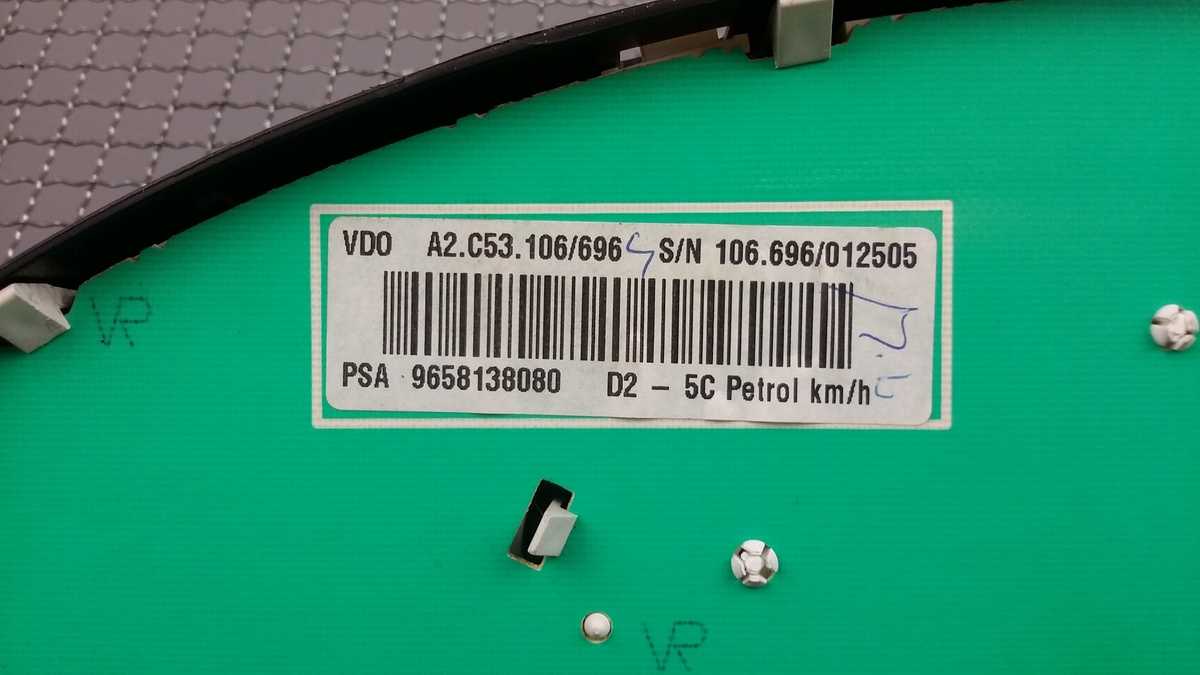 VDO A2.C53.106/696 S/N 106.696/012505
VR
PSA 9658138080 D2 - 5C Petrol km/h
VR